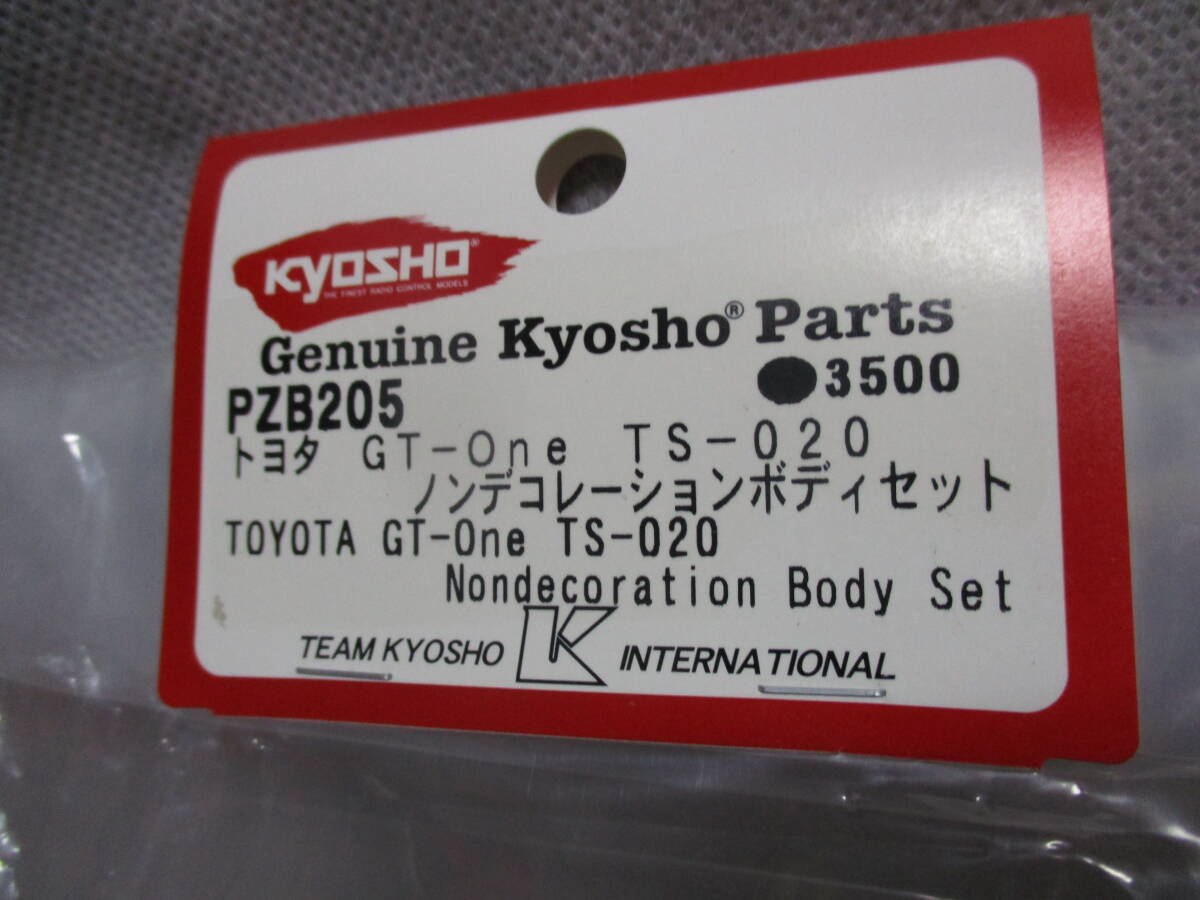 KYOSHO®
THE FINEST RADIO CONTROL MODELS
Genuine Kyosho® Parts
PZB205 ●3500
トヨタ GT-One TS-020
ノンデコレーションボディセット
TOYOTA GT-One TS-020
Nondecoration Body Set
TEAM KYOSHO K INTERNATIONAL